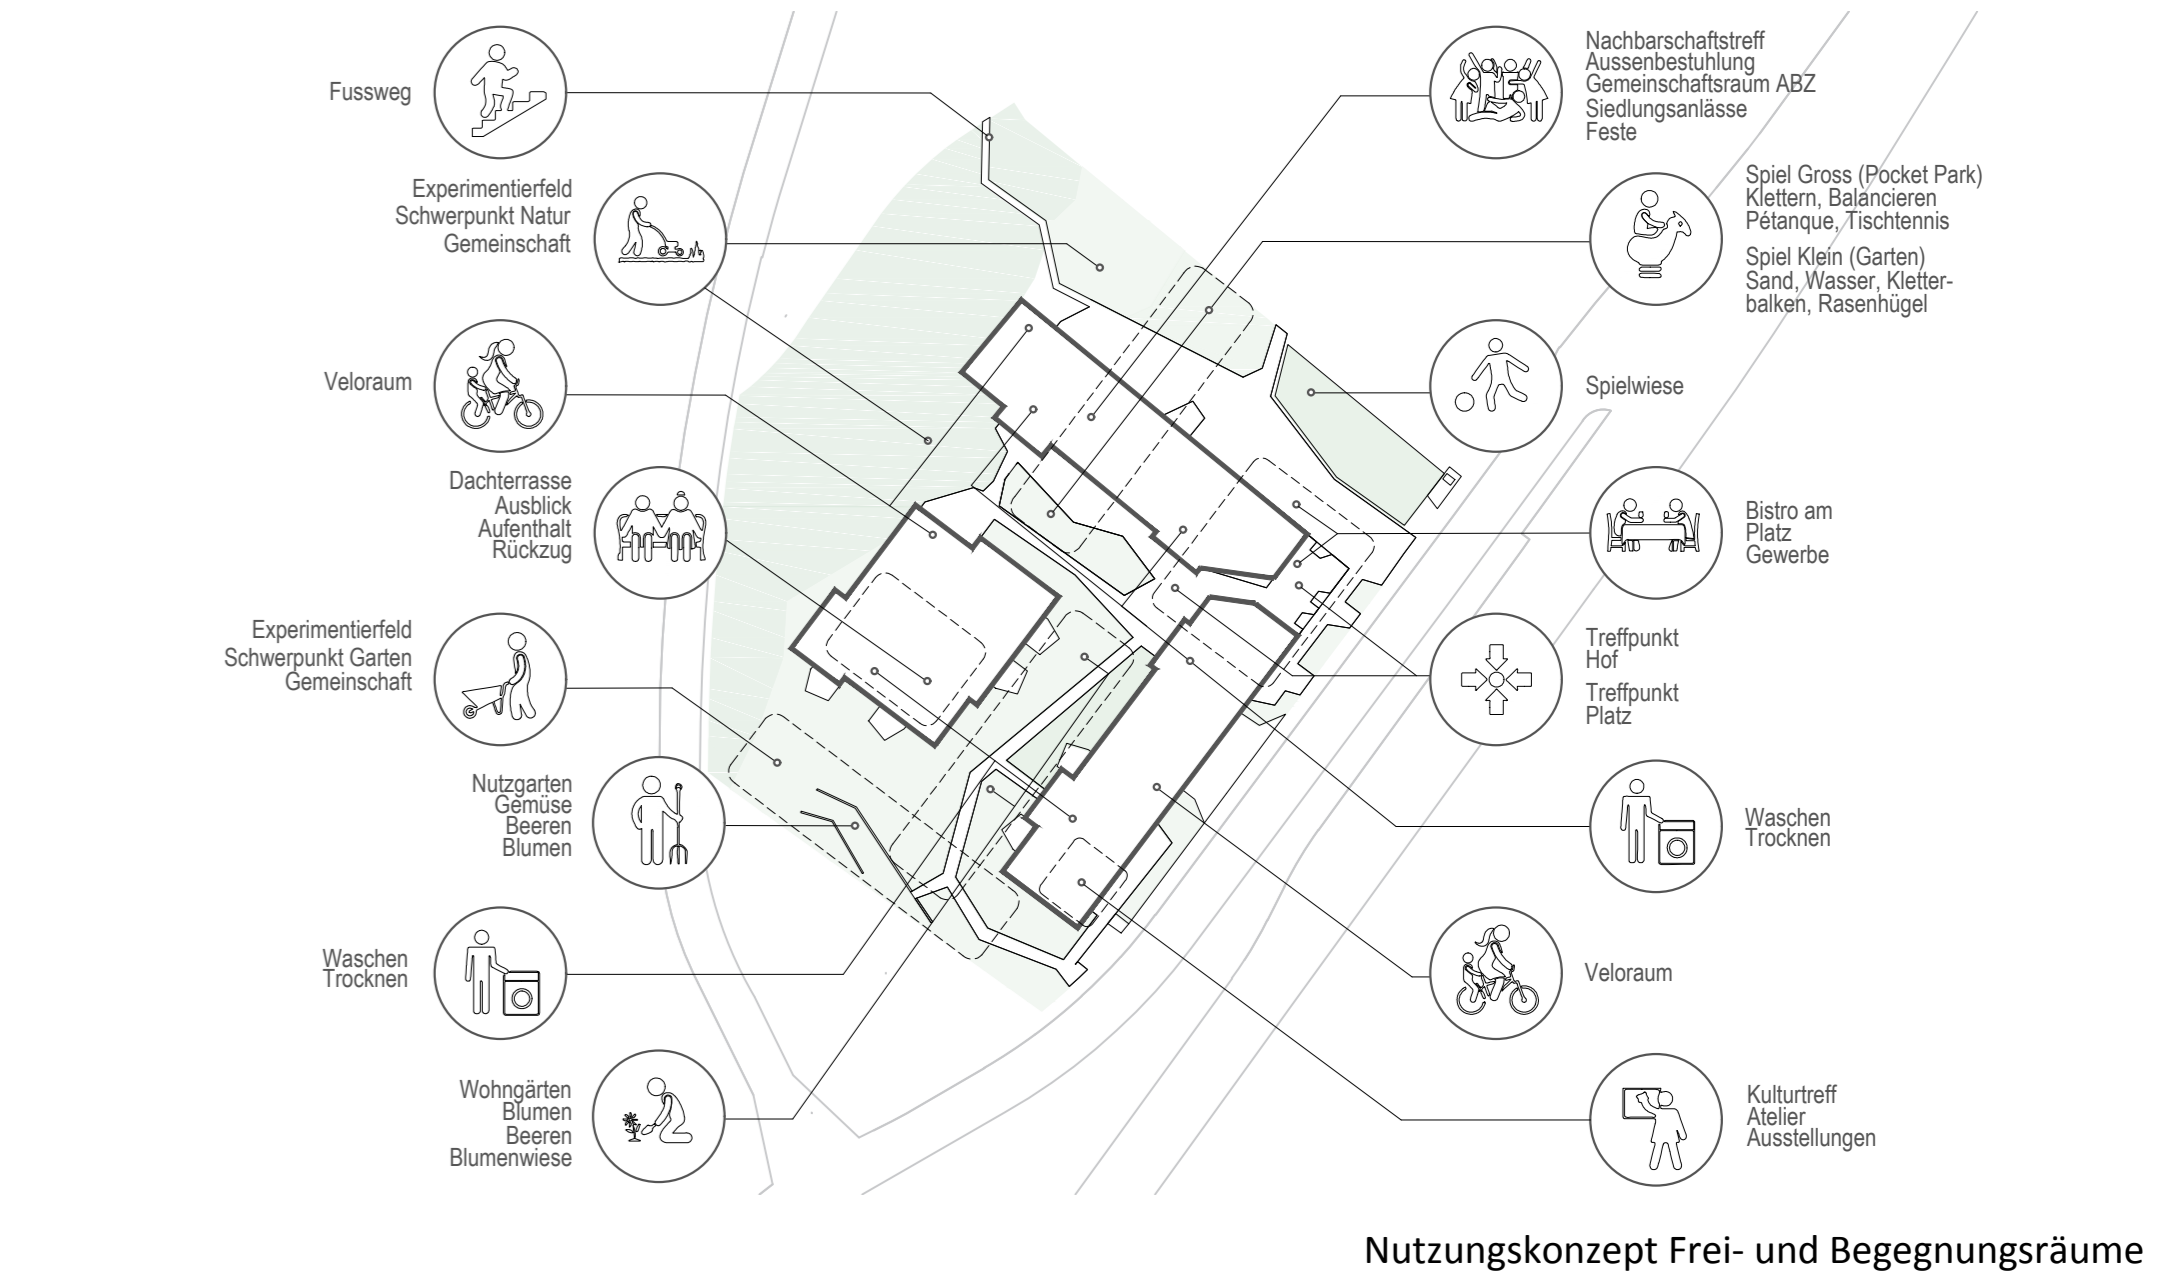 Fussweg
Experimentierfeld
Schwerpunkt Natur
Gemeinschaft
Veloraum
Dachterrasse
Ausblick
Aufenthalt
Rückzug
Experimentierfeld
Schwerpunkt Garten
Gemeinschaft
Nutzgarten
Gemüse
Beeren
Blumen
Waschen
Trocknen
Wohngärten
Blumen
Beeren
Blumenwiese
Nachbarschaftstreff
Aussenbestuhlung
Gemeinschaftsraum ABZ
Siedlungsanlässe
Feste
Spiel Gross (Pocket Park)
Klettern, Balancieren
Pétanque, Tischtennis
Spiel Klein (Garten)
Sand, Wasser, Kletter-
balken, Rasenhügel
Spielwiese
Bistro am
Platz
Gewerbe
Treffpunkt
Hof
Treffpunkt
Platz
Waschen
Trocknen
Veloraum
Kulturtreff
Atelier
Ausstellungen
Nutzungskonzept Frei- und Begegnungsräume